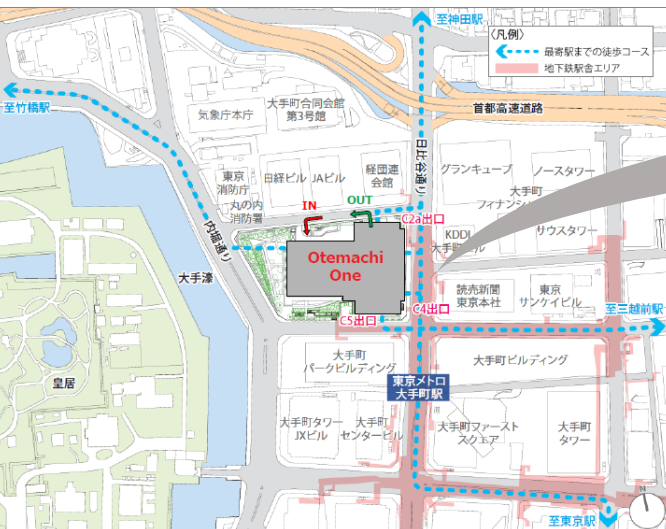 至神田駅
〈凡例〉
最寄駅までの徒歩コース
地下鉄駅舎エリア
至竹橋駅
気象庁本庁
大手町合同会館
第3号館
首都高速道路
日比谷通り
東京
消防庁
丸の内
消防署
日経ビル
JAビル
経団連
会館
グランキューブ
ノースタワー
大手町
フィナンシ
サウスタワー
内堀通り
IN
OUT
C2a出口
KDDI
大手町
ビル
Otemachi
One
大手濠
読売新聞
東京本社
東京
サンケイビル
C5出口
C4出口
至三越前駅
大手町
パークビルディング
大手町ビルディング
皇居
東京メトロ
大手町駅
大手町タワー
JXビル
大手町
センタービル
大手町ファースト
スクエア
大手町
タワー
至東京駅
N